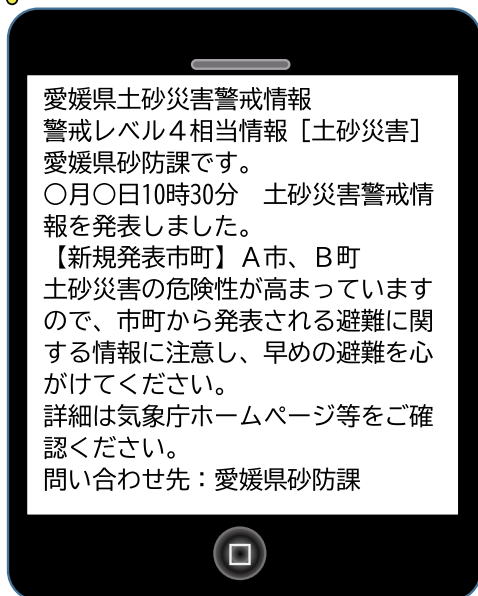 愛媛県土砂災害警戒情報
警戒レベル４相当情報［土砂災害］
愛媛県砂防課です。
○月○日10時30分　土砂災害警戒情
報を発表しました。
【新規発表市町】Ａ市、Ｂ町
土砂災害の危険性が高まっています
ので、市町から発表される避難に関
する情報に注意し、早めの避難を心
がけてください。
詳細は気象庁ホームページ等をご確
認ください。
問い合わせ先：愛媛県砂防課